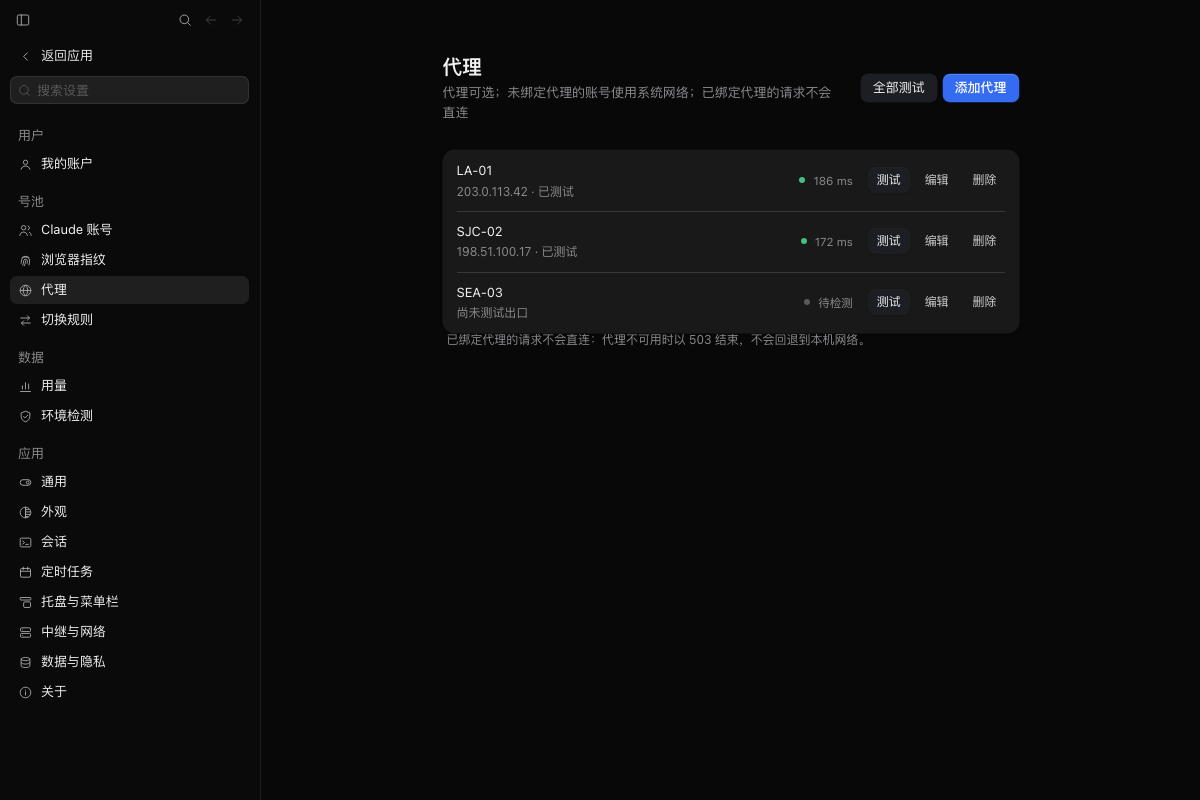 返回应用
搜索设置
用户
我的账户
号池
Claude 账号
浏览器指纹
代理
切换规则
数据
用量
环境检测
应用
通用
外观
会话
定时任务
托盘与菜单栏
中继与网络
数据与隐私
关于
代理
代理可选；未绑定代理的账号使用系统网络；已绑定代理的请求不会
直连
全部测试
添加代理
LA-01
203.0.113.42 · 已测试
186 ms
测试
编辑
删除
SJC-02
198.51.100.17 · 已测试
172 ms
测试
编辑
删除
SEA-03
尚未测试出口
待检测
测试
编辑
删除
已绑定代理的请求不会直连：代理不可用时以 503 结束，不会回退到本机网络。